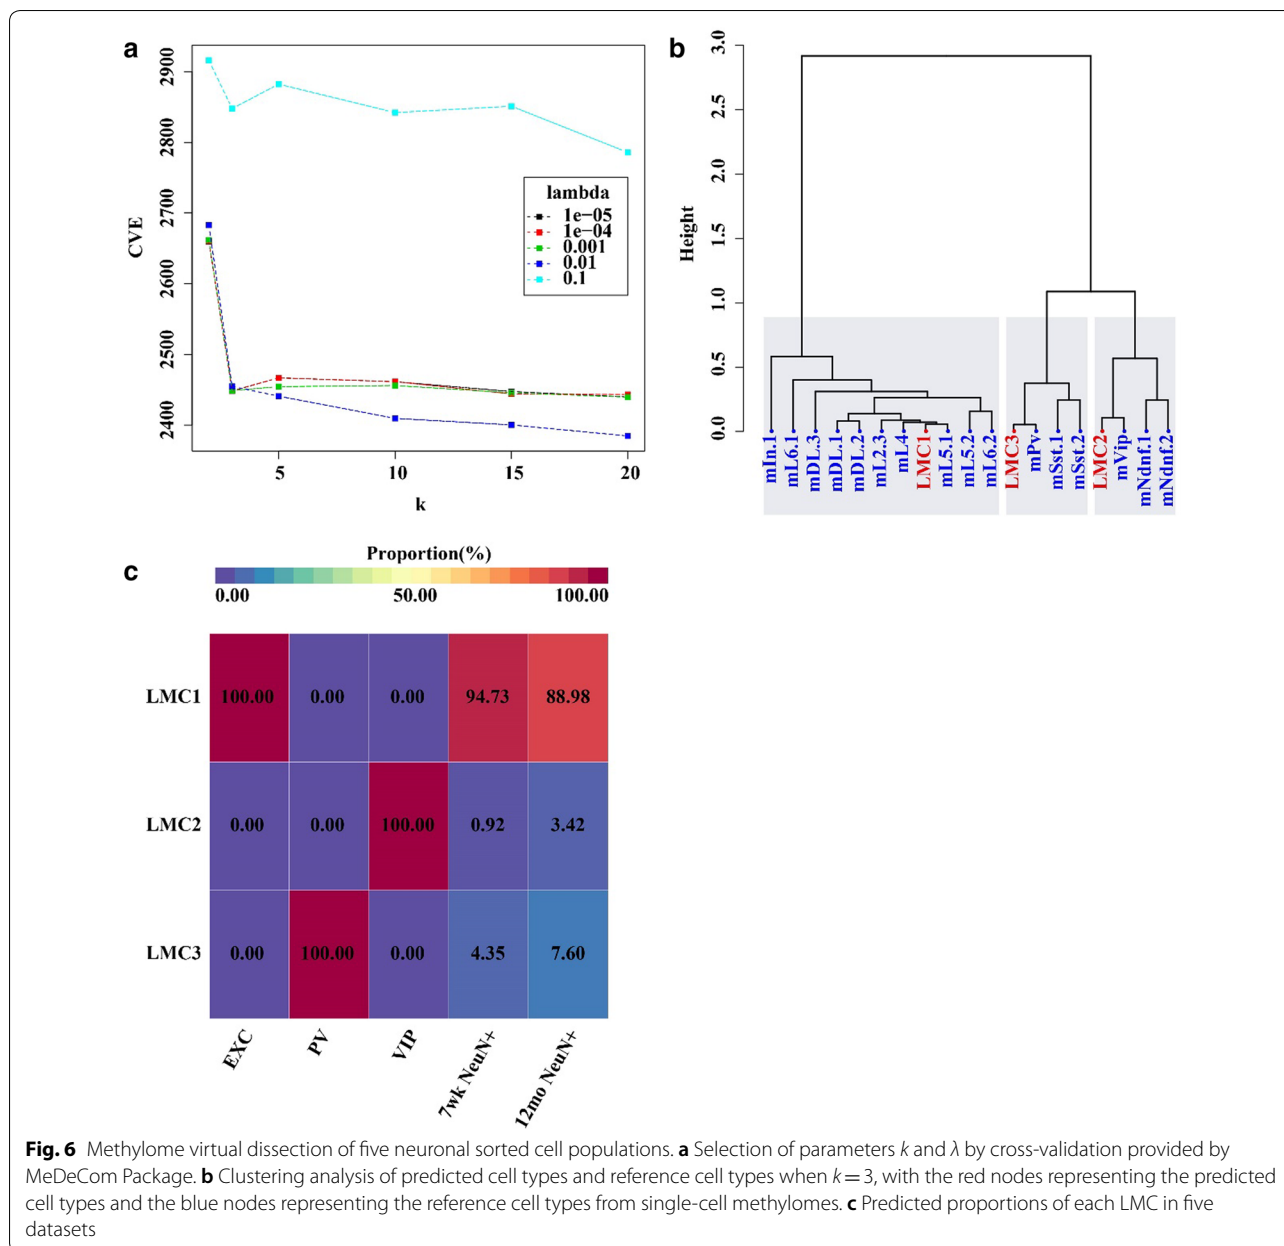 a
CVE
2900
2800
2700
2600
2500
2400
lambda
1e−05
1e−04
0.001
0.01
0.1
5
10
15
20
k
b
Height
3.0
2.5
2.0
1.5
1.0
0.5
0.0
mIn.1
mL6.1
mDL.3
mDL.1
mDL.2
mL2.3
mL4
LMC1
mL5.1
mL5.2
mL6.2
LMC3
mPv
mSst.1
mSst.2
LMC2
mVip
mNdnf.1
mNdnf.2
c
Proportion(%)
0.00 50.00 100.00
LMC1 100.00 0.00 0.00 94.73 88.98
LMC2 0.00 0.00 100.00 0.92 3.42
LMC3 0.00 100.00 0.00 4.35 7.60
EXC
PV
VIP
7wk NeuN+
12mo NeuN+
Fig. 6 Methylome virtual dissection of five neuronal sorted cell populations. a Selection of parameters k and λ by cross-validation provided by
MeDeCom Package. b Clustering analysis of predicted cell types and reference cell types when k = 3, with the red nodes representing the predicted
cell types and the blue nodes representing the reference cell types from single-cell methylomes. c Predicted proportions of each LMC in five
datasets